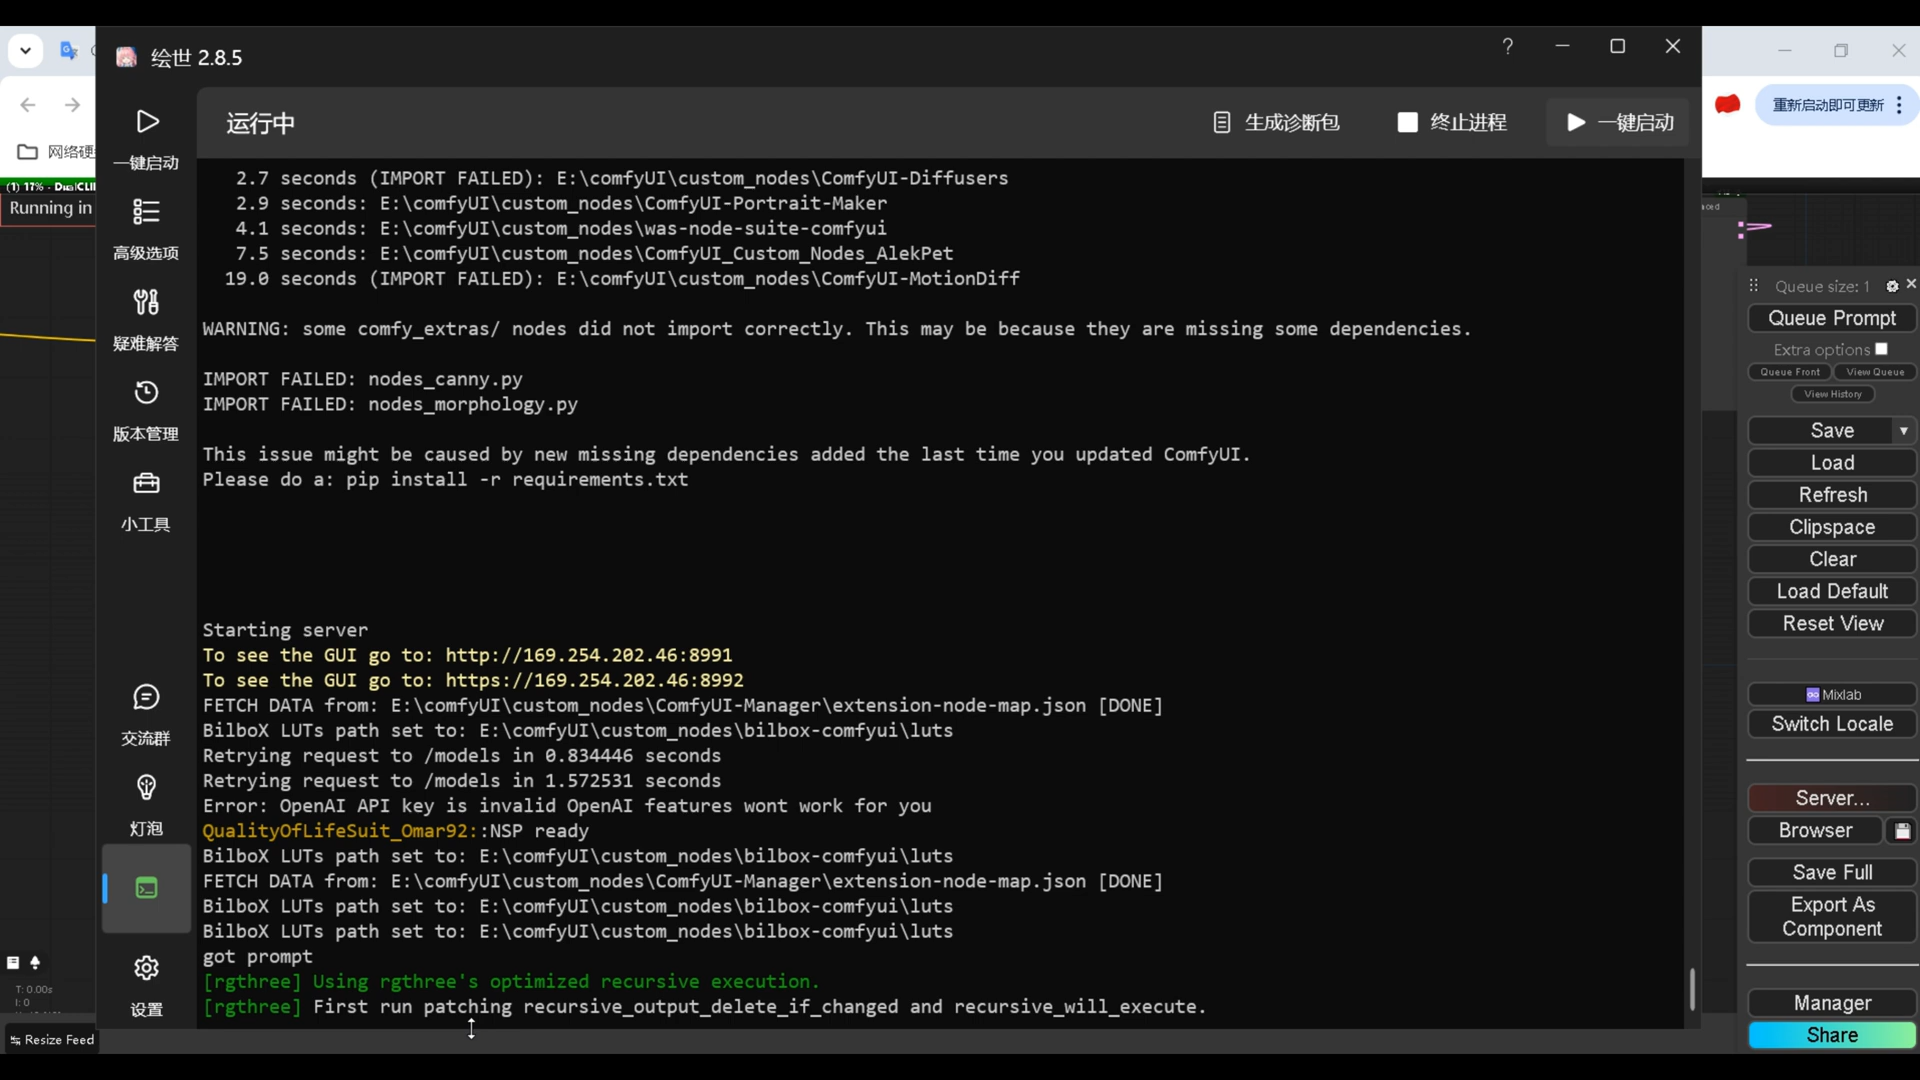 绘世 2.8.5
重新启动即可更新
一键启动
高级选项
疑难解答
版本管理
小工具
交流群
灯泡
设置
运行中
生成诊断包
终止进程
一键启动
2.7 seconds (IMPORT FAILED): E:\comfyUI\custom_nodes\ComfyUI-Diffusers
2.9 seconds: E:\comfyUI\custom_nodes\ComfyUI-Portrait-Maker
4.1 seconds: E:\comfyUI\custom_nodes\was-node-suite-comfyui
7.5 seconds: E:\comfyUI\custom_nodes\ComfyUI_Custom_Nodes_AlekPet
19.0 seconds (IMPORT FAILED): E:\comfyUI\custom_nodes\ComfyUI-MotionDiff
WARNING: some comfy_extras/ nodes did not import correctly. This may be because they are missing some dependencies.
IMPORT FAILED: nodes_canny.py
IMPORT FAILED: nodes_morphology.py
This issue might be caused by new missing dependencies added the last time you updated ComfyUI.
Please do a: pip install -r requirements.txt
Starting server
To see the GUI go to: http://169.254.202.46:8991
To see the GUI go to: https://169.254.202.46:8992
FETCH DATA from: E:\comfyUI\custom_nodes\ComfyUI-Manager\extension-node-map.json [DONE]
BilboX LUTs path set to: E:\comfyUI\custom_nodes\bilbox-comfyui\luts
Retrying request to /models in 0.834446 seconds
Retrying request to /models in 1.572531 seconds
Error: OpenAI API key is invalid OpenAI features wont work for you
QualityOfLifeSuit_Omar92::NSP ready
BilboX LUTs path set to: E:\comfyUI\custom_nodes\bilbox-comfyui\luts
FETCH DATA from: E:\comfyUI\custom_nodes\ComfyUI-Manager\extension-node-map.json [DONE]
BilboX LUTs path set to: E:\comfyUI\custom_nodes\bilbox-comfyui\luts
BilboX LUTs path set to: E:\comfyUI\custom_nodes\bilbox-comfyui\luts
got prompt
[rgthree] Using rgthree's optimized recursive execution.
[rgthree] First run patching recursive_output_delete_if_changed and recursive_will_execute.
网络硬
(1) 17% -
Running in
T: 0.00s
I: 0
Resize Feed
Queue size: 1
Queue Prompt
Extra options
Queue Front
View Queue
View History
Save
Load
Refresh
Clipspace
Clear
Load Default
Reset View
Mixlab
Switch Locale
Server...
Browser
Save Full
Export As
Component
Manager
Share